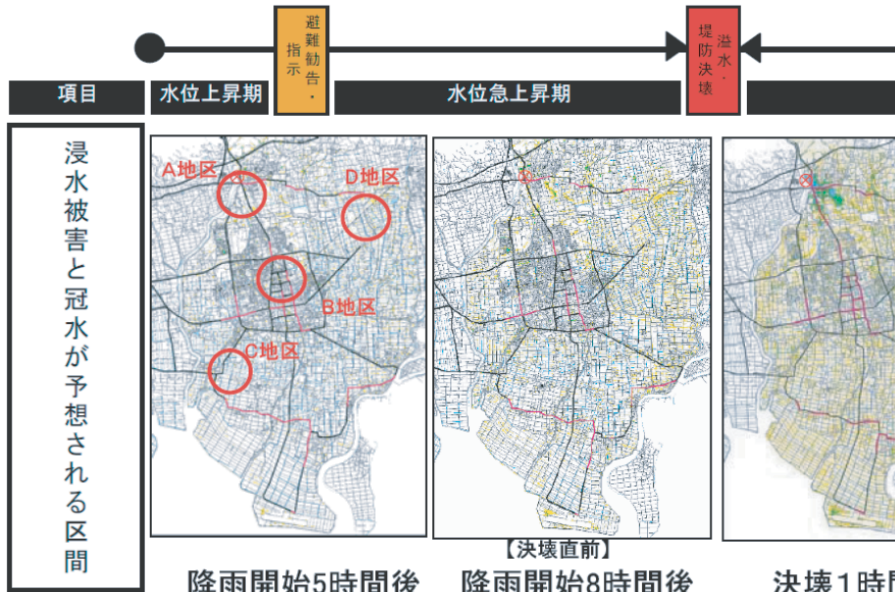 避難勧告・
指示
溢水・
堤防決壊
項目
水位上昇期
水位急上昇期
浸水被害と冠水が予想される区間
A地区
D地区
B地区
C地区
【決壊直前】
降雨開始5時間後
降雨開始8時間後
決壊1時間